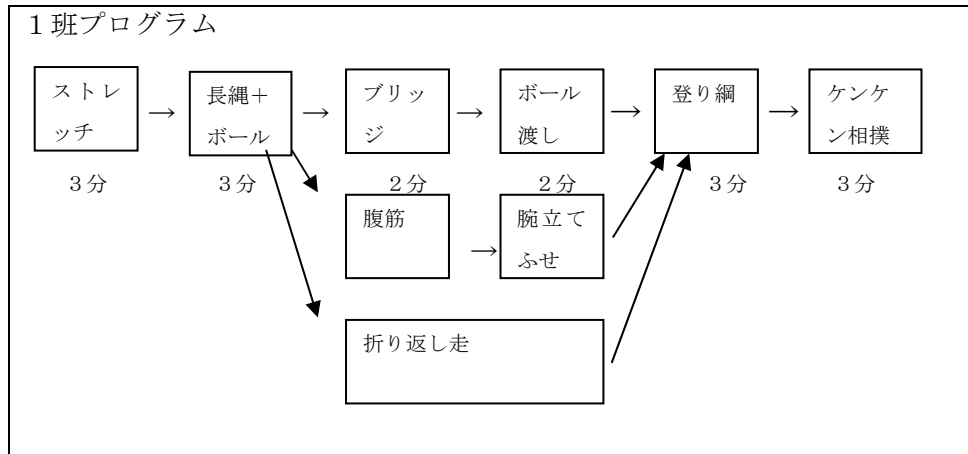 １班プログラム
ストレ
ッチ
→
長縄＋
ボール
→
ブリッ
ジ
→
ボール
渡し
→
登り綱
→
ケンケ
ン相撲
３分
３分
２分
２分
３分
３分
腹筋
→
腕立て
ふせ
折り返し走